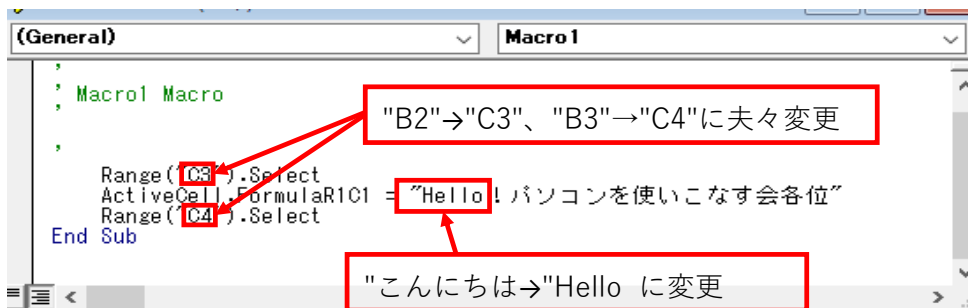 (General)
Macro1
'
' Macro1 Macro
'
"B2"→"C3"、"B3"→"C4"に夫々変更
'
Range("C3").Select
ActiveCell.FormulaR1C1 = "Hello！パソコンを使いこなす会各位"
Range("C4").Select
End Sub
"こんにちは→"Hello に変更